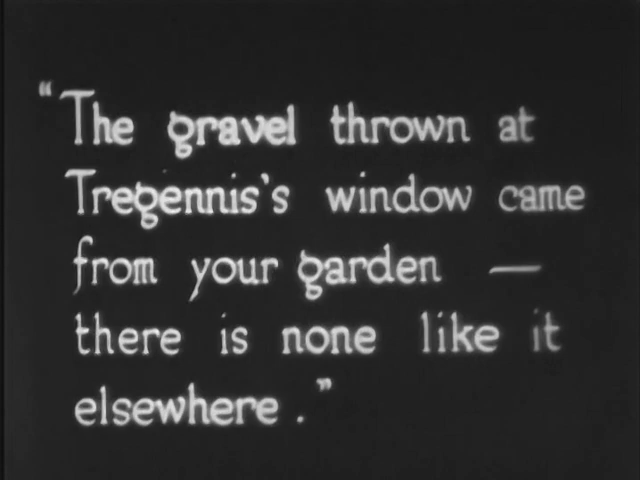 "The gravel thrown at
Tregennis's window came
from your garden —
there is none like it
elsewhere."